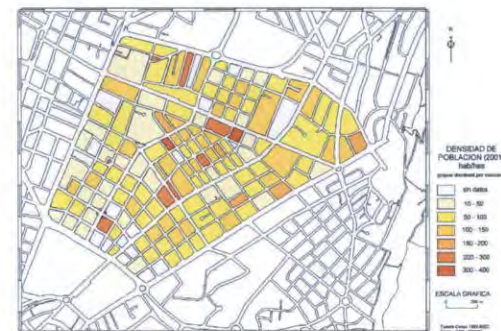 N
DENSIDAD DE
POBLACION (2001)
hab/has
sin datos
10 - 50
50 - 100
100 - 150
150 - 200
200 - 300
300 - 400
ESCALA GRAFICA
0